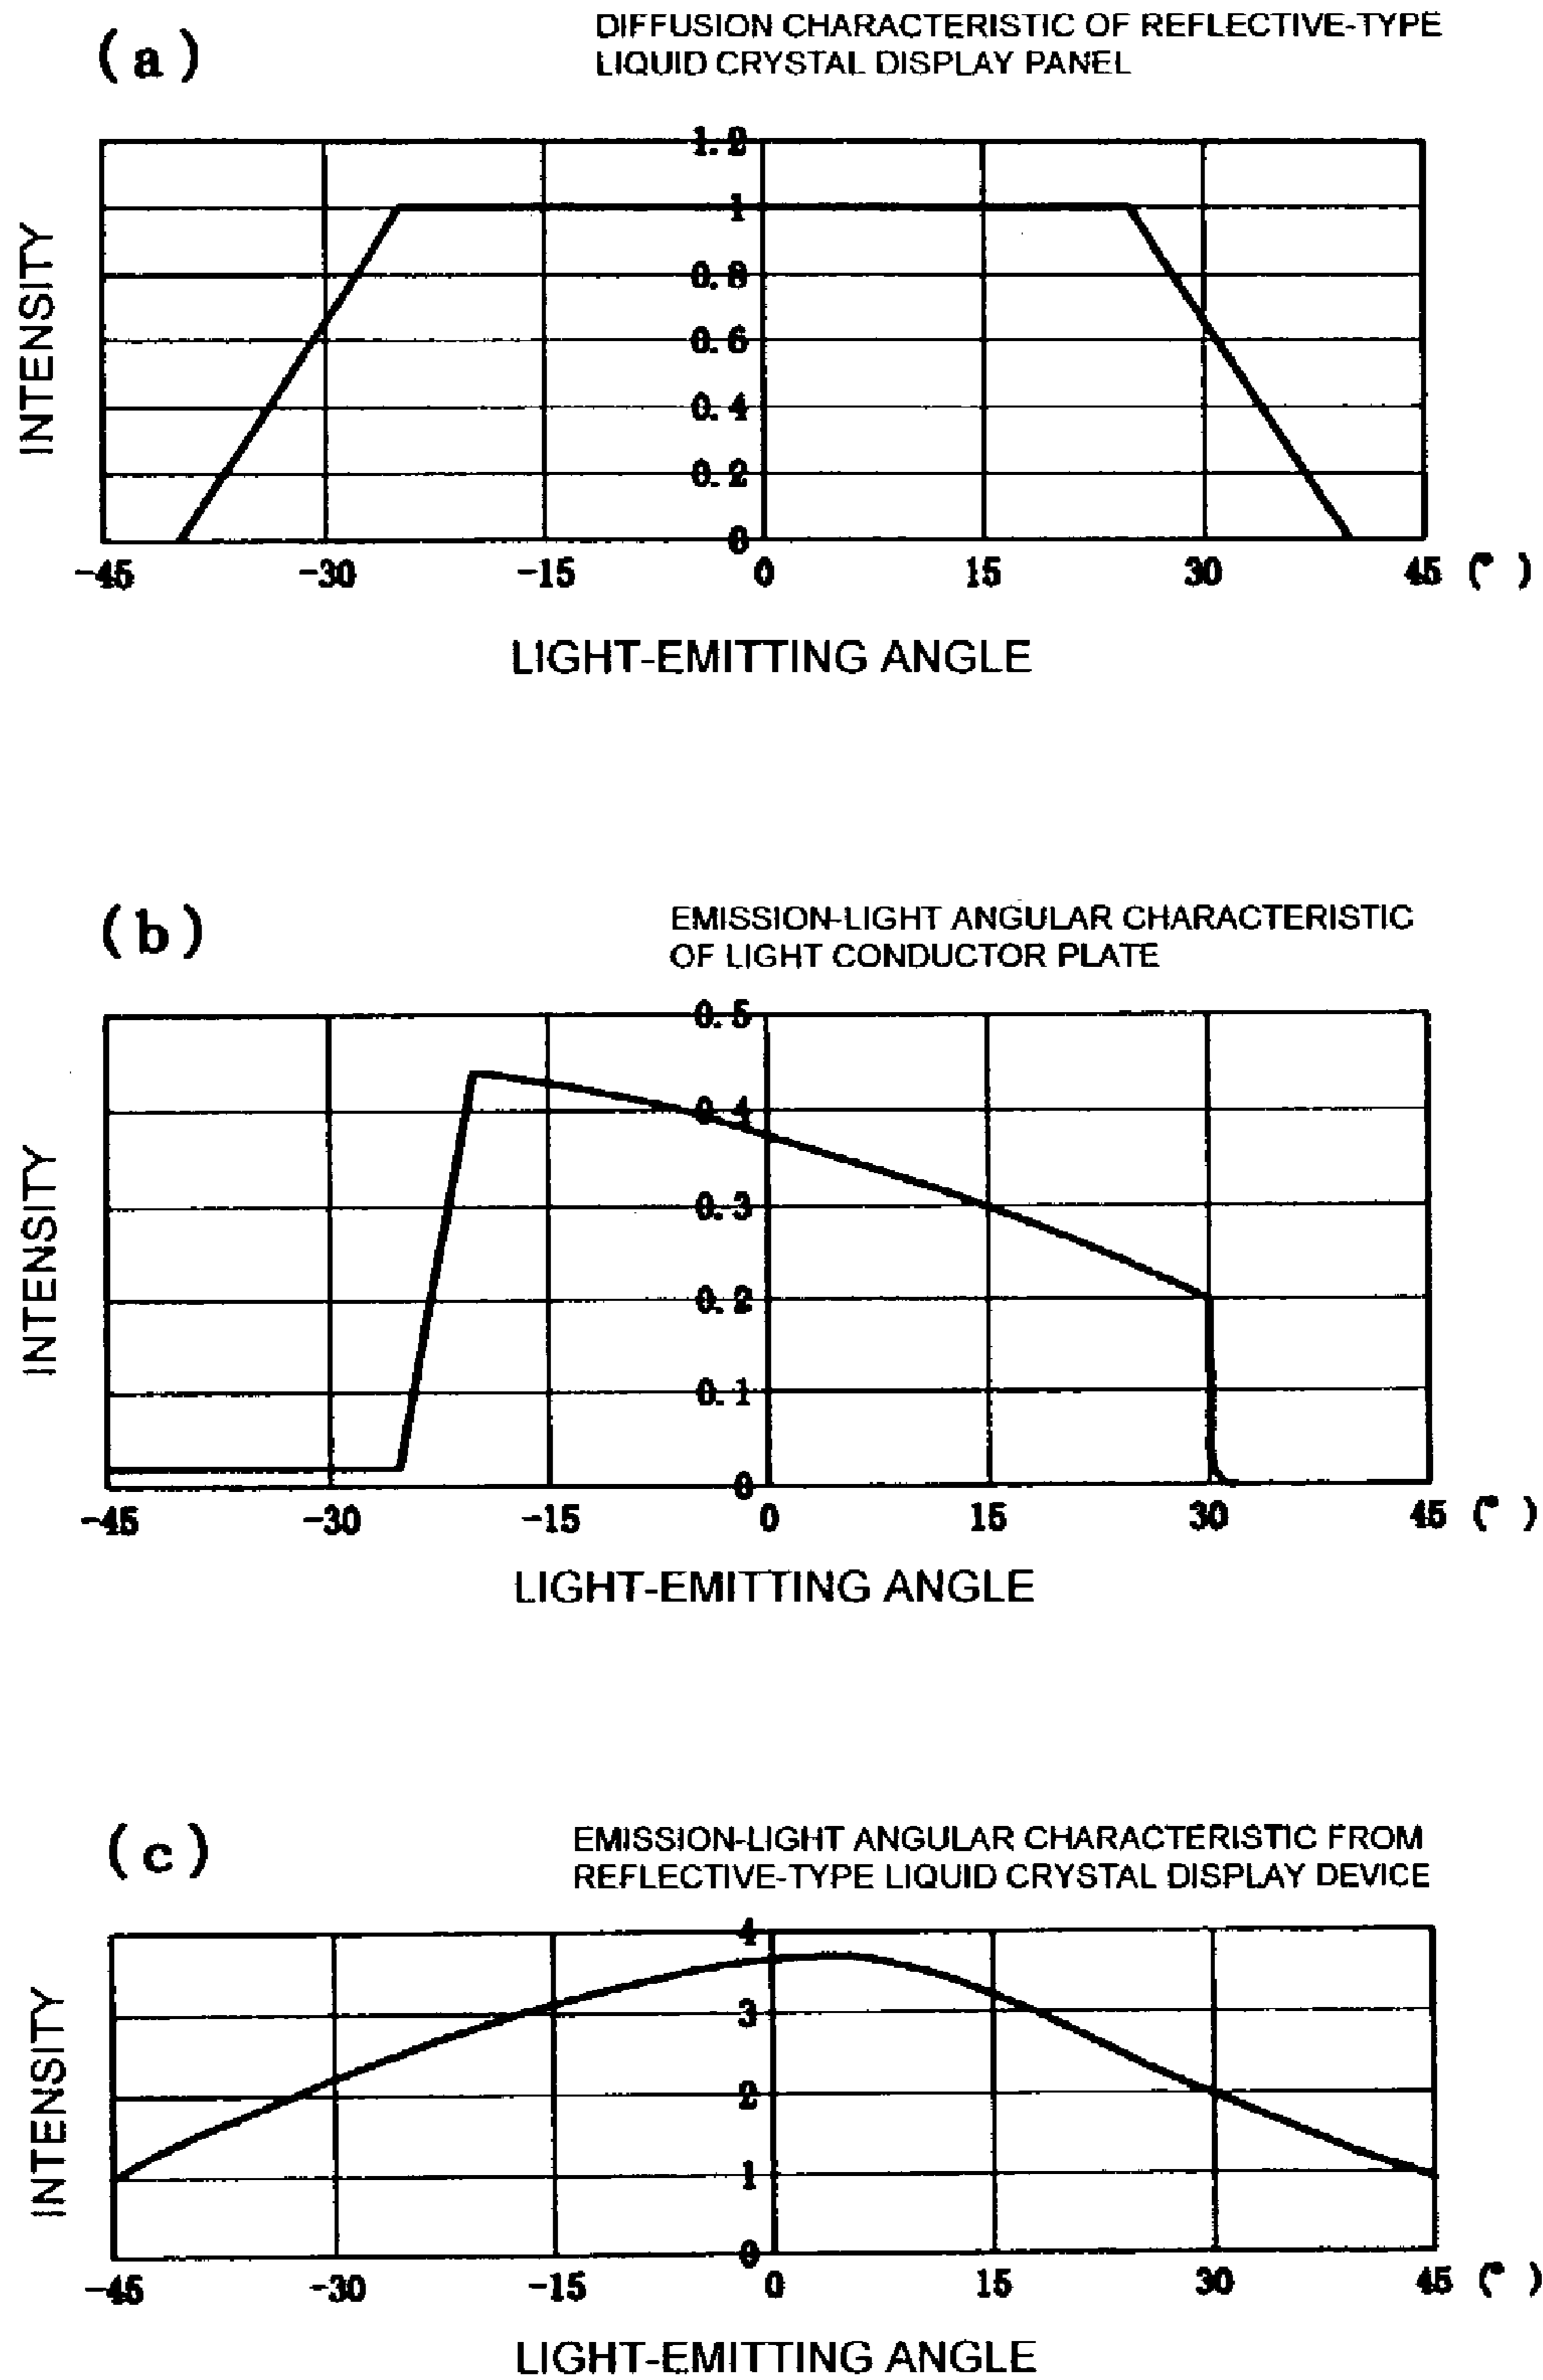 (a)
DIFFUSION CHARACTERISTIC OF REFLECTIVE-TYPE
LIQUID CRYSTAL DISPLAY PANEL
INTENSITY
1.2
1
0.8
0.6
0.4
0.2
0
-45 -30 -15 0 15 30 45 (°)
LIGHT-EMITTING ANGLE
(b)
EMISSION-LIGHT ANGULAR CHARACTERISTIC
OF LIGHT CONDUCTOR PLATE
INTENSITY
0.5
0.4
0.3
0.2
0.1
0
-45 -30 -15 0 15 30 45 (°)
LIGHT-EMITTING ANGLE
(c)
EMISSION-LIGHT ANGULAR CHARACTERISTIC FROM
REFLECTIVE-TYPE LIQUID CRYSTAL DISPLAY DEVICE
INTENSITY
4
3
2
1
0
-45 -30 -15 0 15 30 45 (°)
LIGHT-EMITTING ANGLE